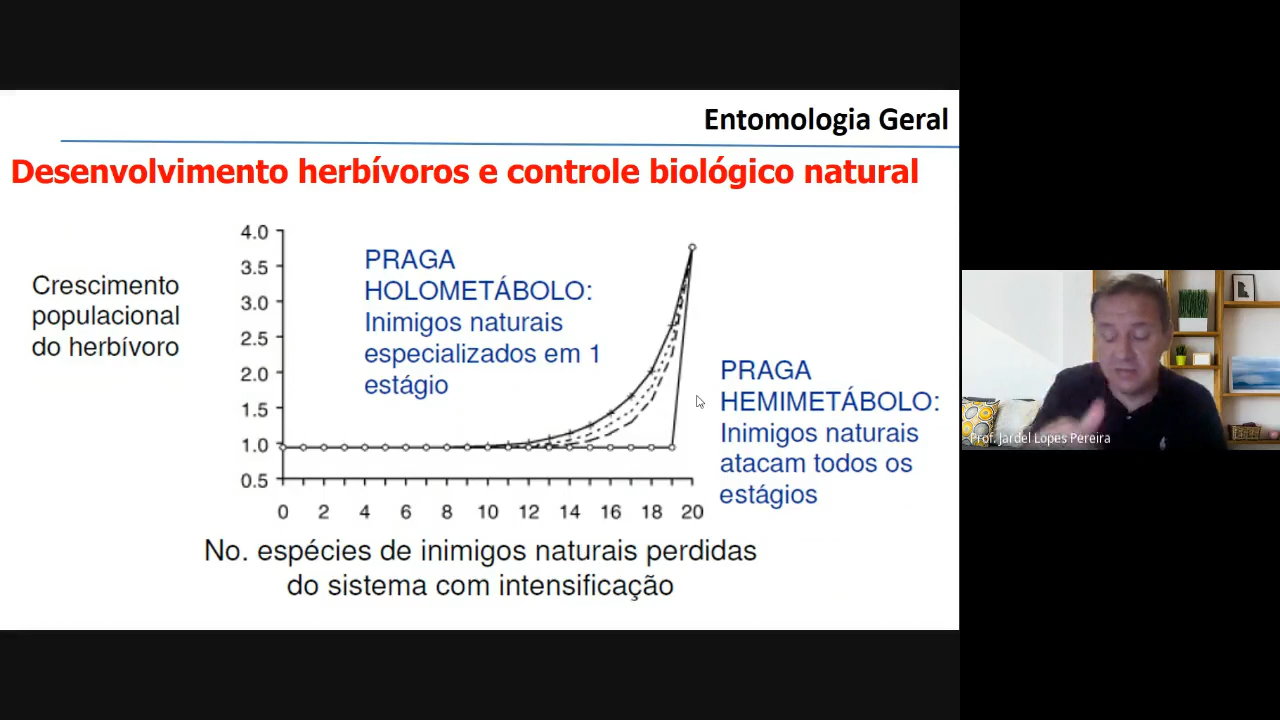 Entomologia Geral
Desenvolvimento herbívoros e controle biológico natural
Crescimento
populacional
do herbívoro
4.0
3.5
3.0
2.5
2.0
1.5
1.0
0.5
PRAGA
HOLOMETÁBOLO:
Inimigos naturais
especializados em 1
estágio
PRAGA
HEMIMETÁBOLO:
Inimigos naturais
atacam todos os
estágios
0 2 4 6 8 10 12 14 16 18 20
No. espécies de inimigos naturais perdidas
do sistema com intensificação
Prof. Jardel Lopes Pereira